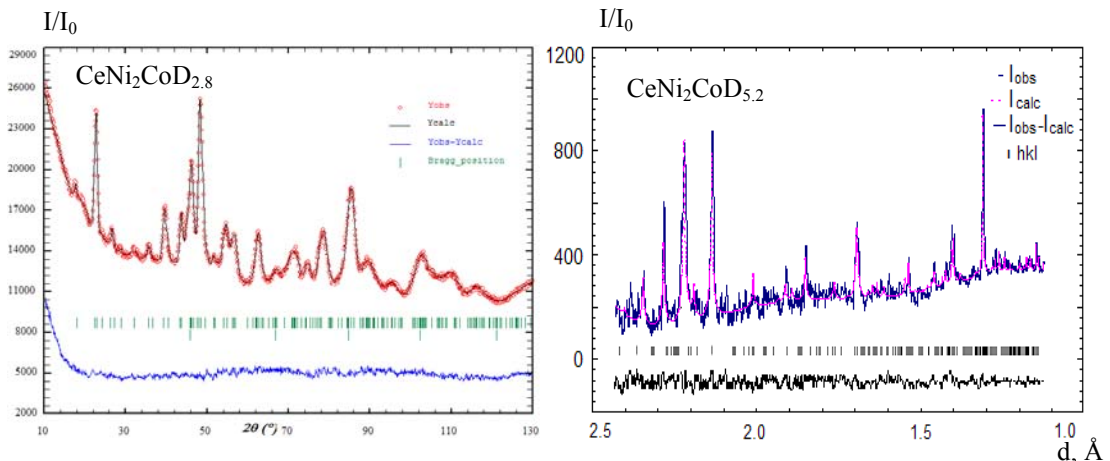 I/I0
CeNi2CoD2.8
Yobs
Ycalc
Yobs-Ycalc
Bragg_position
29000
26000
23000
20000
17000
14000
11000
8000
5000
2000
10 30 50 70 90 110 130
2θ (°)
I/I0
CeNi2CoD5.2
Iobs
Icalc
Iobs-Icalc
hkl
1200
800
400
0
2.5 2.0 1.5 1.0
d, Å